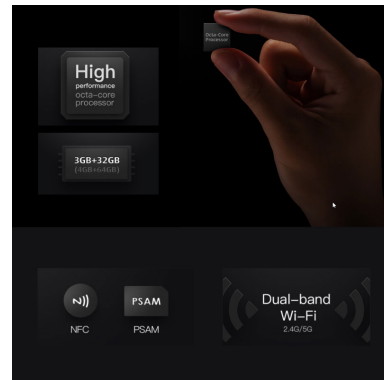 High
performance
octa-core
processor
Octa-Core
Processor
3GB+32GB
(4GB+64GB)
NFC
PSAM
PSAM
Dual-band
Wi-Fi
2.4G/5G